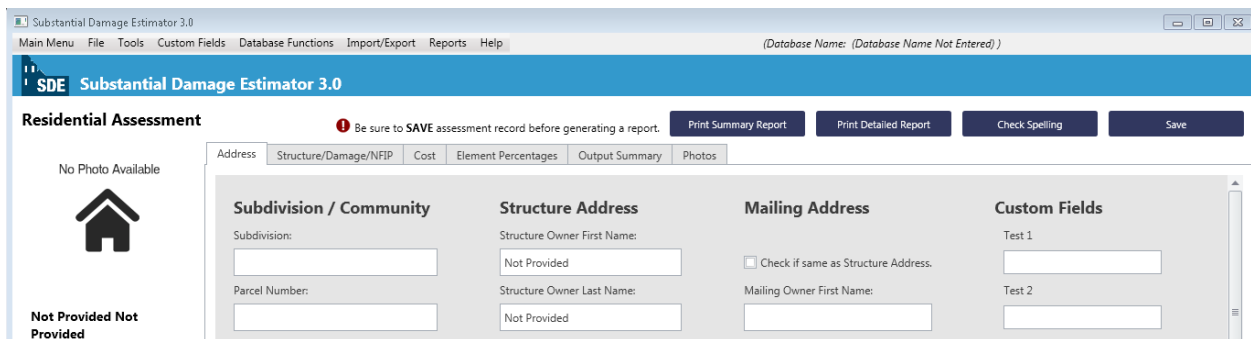 Substantial Damage Estimator 3.0
Main Menu File Tools Custom Fields Database Functions Import/Export Reports Help (Database Name: (Database Name Not Entered) )
SDE Substantial Damage Estimator 3.0
Residential Assessment
Be sure to SAVE assessment record before generating a report. Print Summary Report Print Detailed Report Check Spelling Save
Address Structure/Damage/NFIP Cost Element Percentages Output Summary Photos
No Photo Available
Not Provided Not
Provided
Subdivision / Community
Subdivision:
Parcel Number:
Structure Address
Structure Owner First Name:
Not Provided
Structure Owner Last Name:
Not Provided
Mailing Address
Check if same as Structure Address.
Mailing Owner First Name:
Custom Fields
Test 1
Test 2